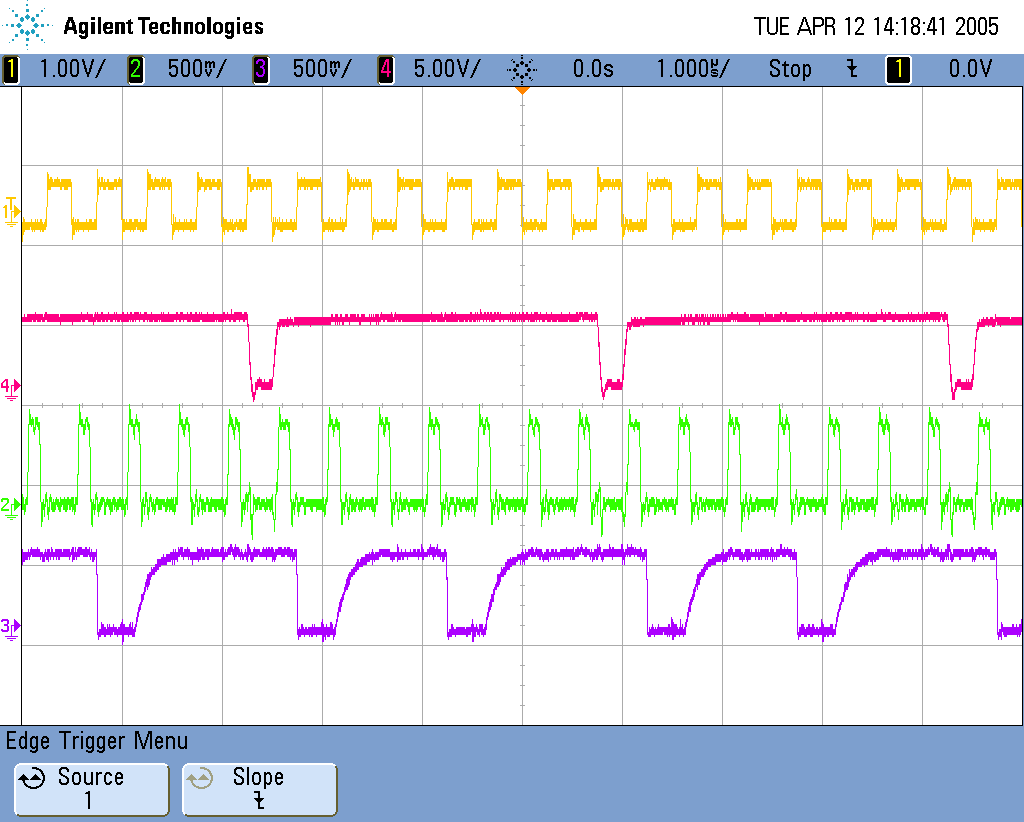 Agilent Technologies
TUE APR 12 14:18:41 2005
1 1.00V/ 2 500mV/ 3 500mV/ 4 5.00V/ 0.0s 1.000µs/ Stop 1 0.0V
T
1
4
2
3
Edge Trigger Menu
Source
1
Slope